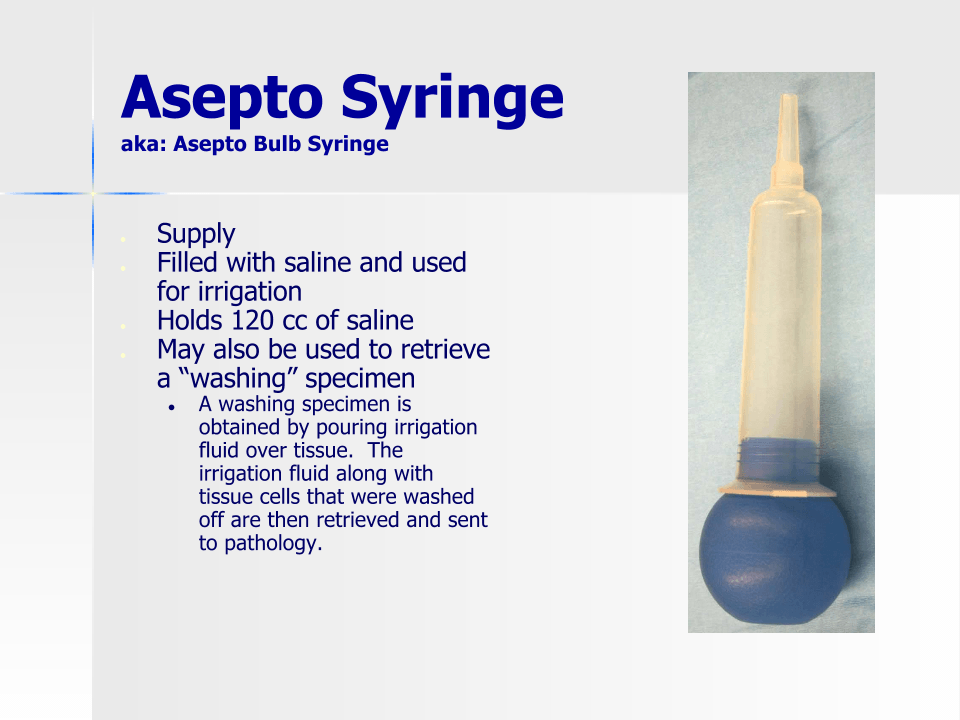 Asepto Syringe
aka: Asepto Bulb Syringe
Supply
Filled with saline and used
for irrigation
Holds 120 cc of saline
May also be used to retrieve
a “washing” specimen
A washing specimen is
obtained by pouring irrigation
fluid over tissue.  The
irrigation fluid along with
tissue cells that were washed
off are then retrieved and sent
to pathology.